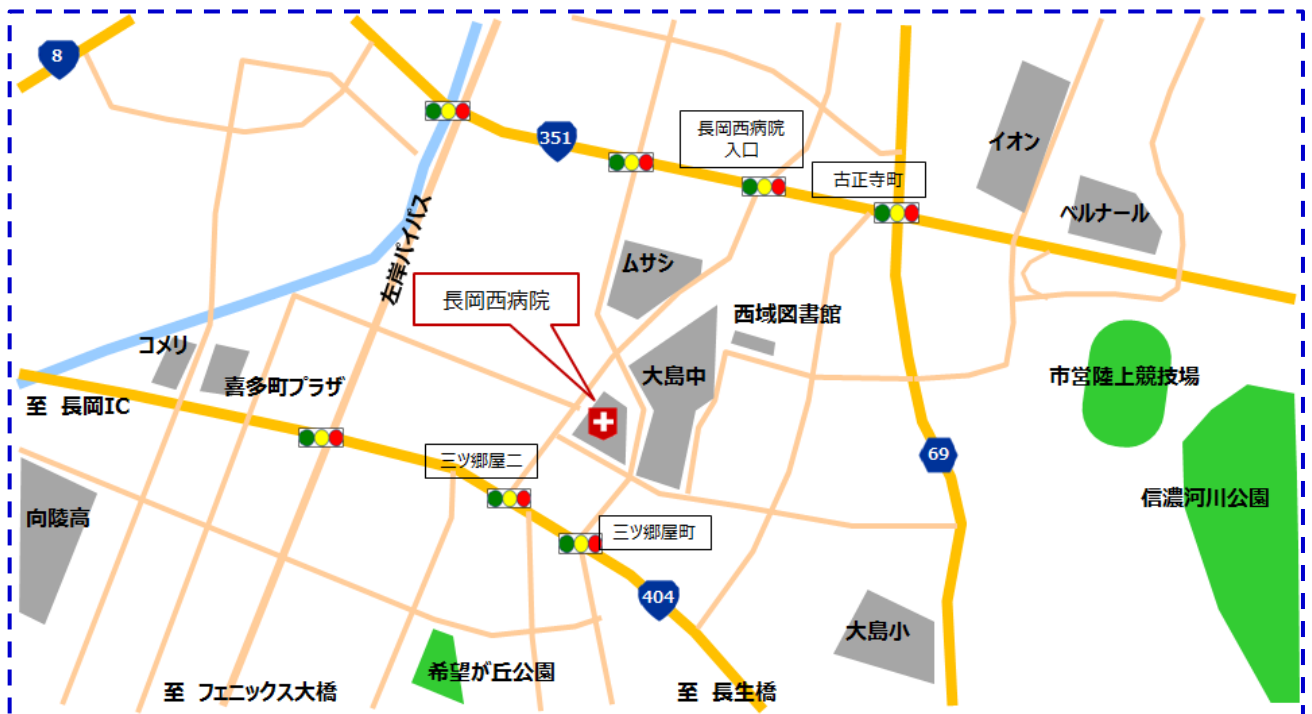 8
351
長岡西病院
入口
古正寺町
イオン
ベルナール
左岸パイパス
ムサシ
長岡西病院
西域図書館
コメリ
喜多町プラザ
大島中
市営陸上競技場
至 長岡IC
三ツ郷屋二
69
信濃河川公園
向陵高
三ツ郷屋町
404
大島小
希望が丘公園
至 フェニックス大橋
至 長生橋